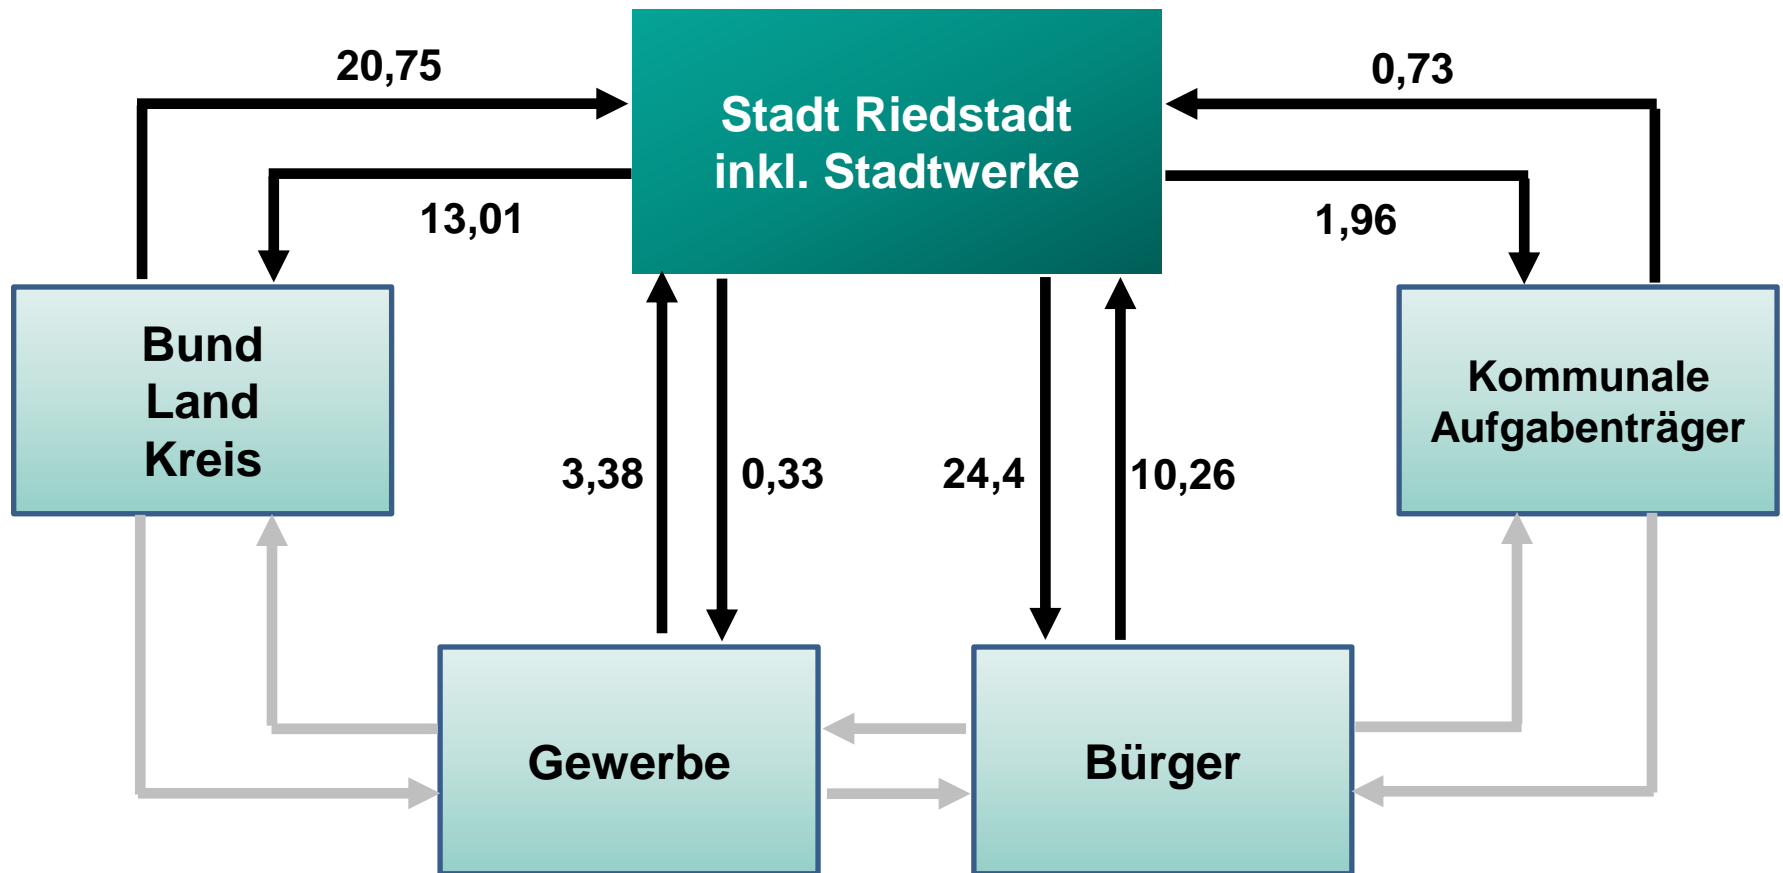 20,75
0,73
Stadt Riedstadt
inkl. Stadtwerke
13,01
1,96
Bund
Land
Kreis
Kommunale
Aufgabenträger
3,38
0,33
24,4
10,26
Gewerbe
Bürger